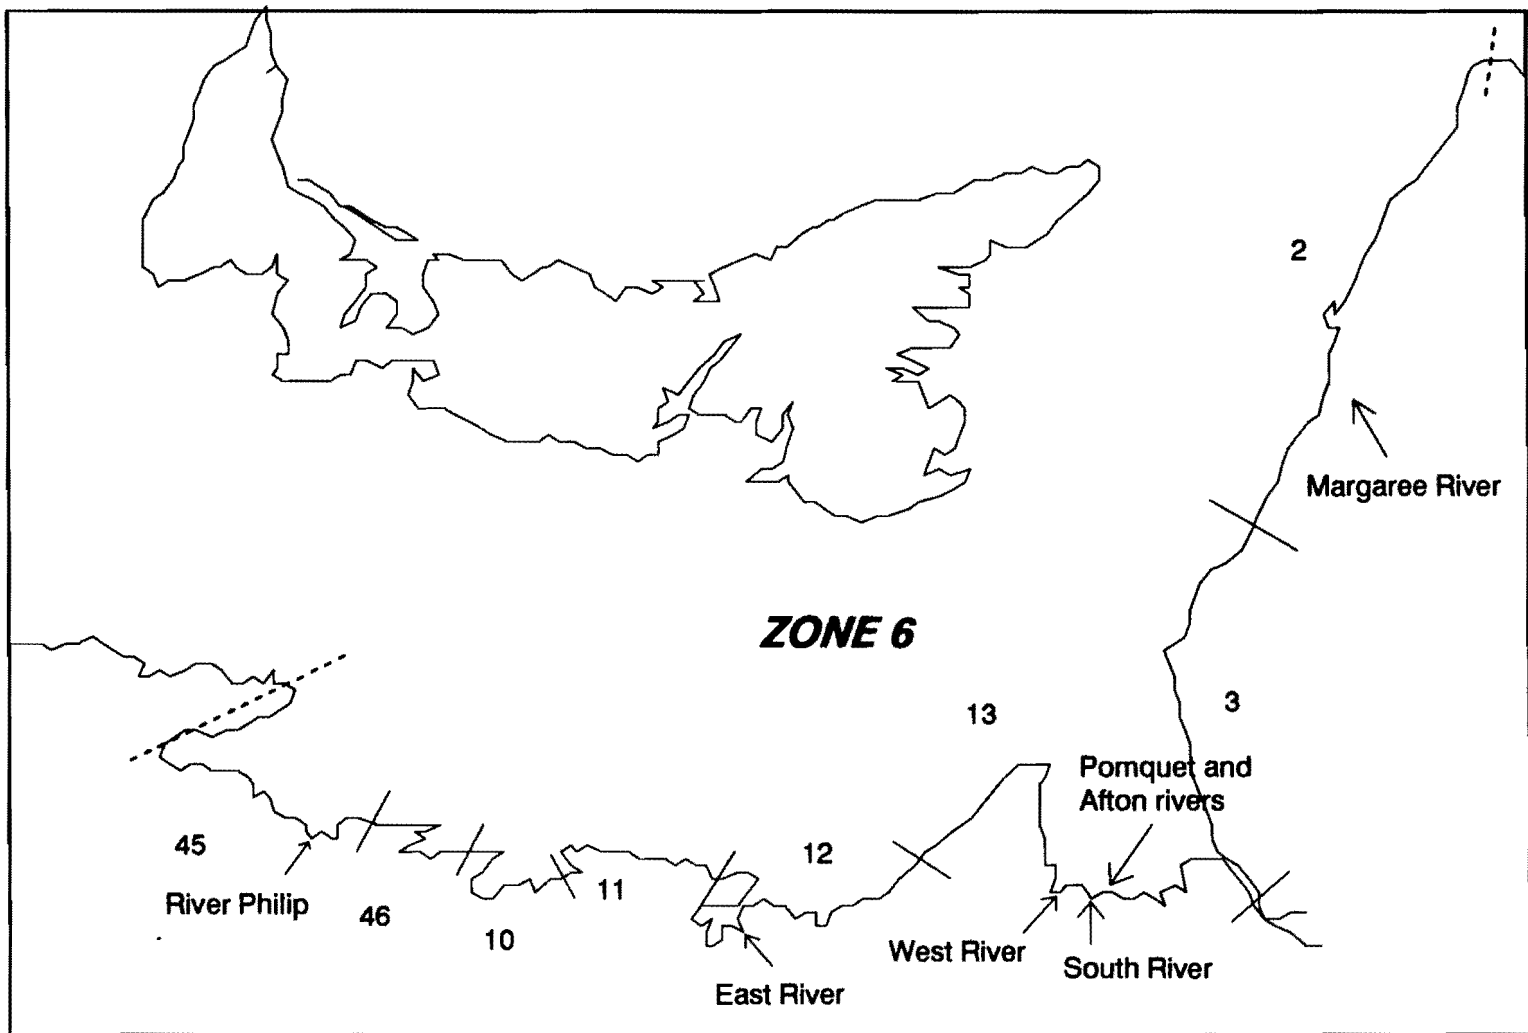 2
Margaree River
ZONE 6
3
13
Pomquet and
Afton rivers
45
12
River Philip
11
46
10
West River
South River
East River